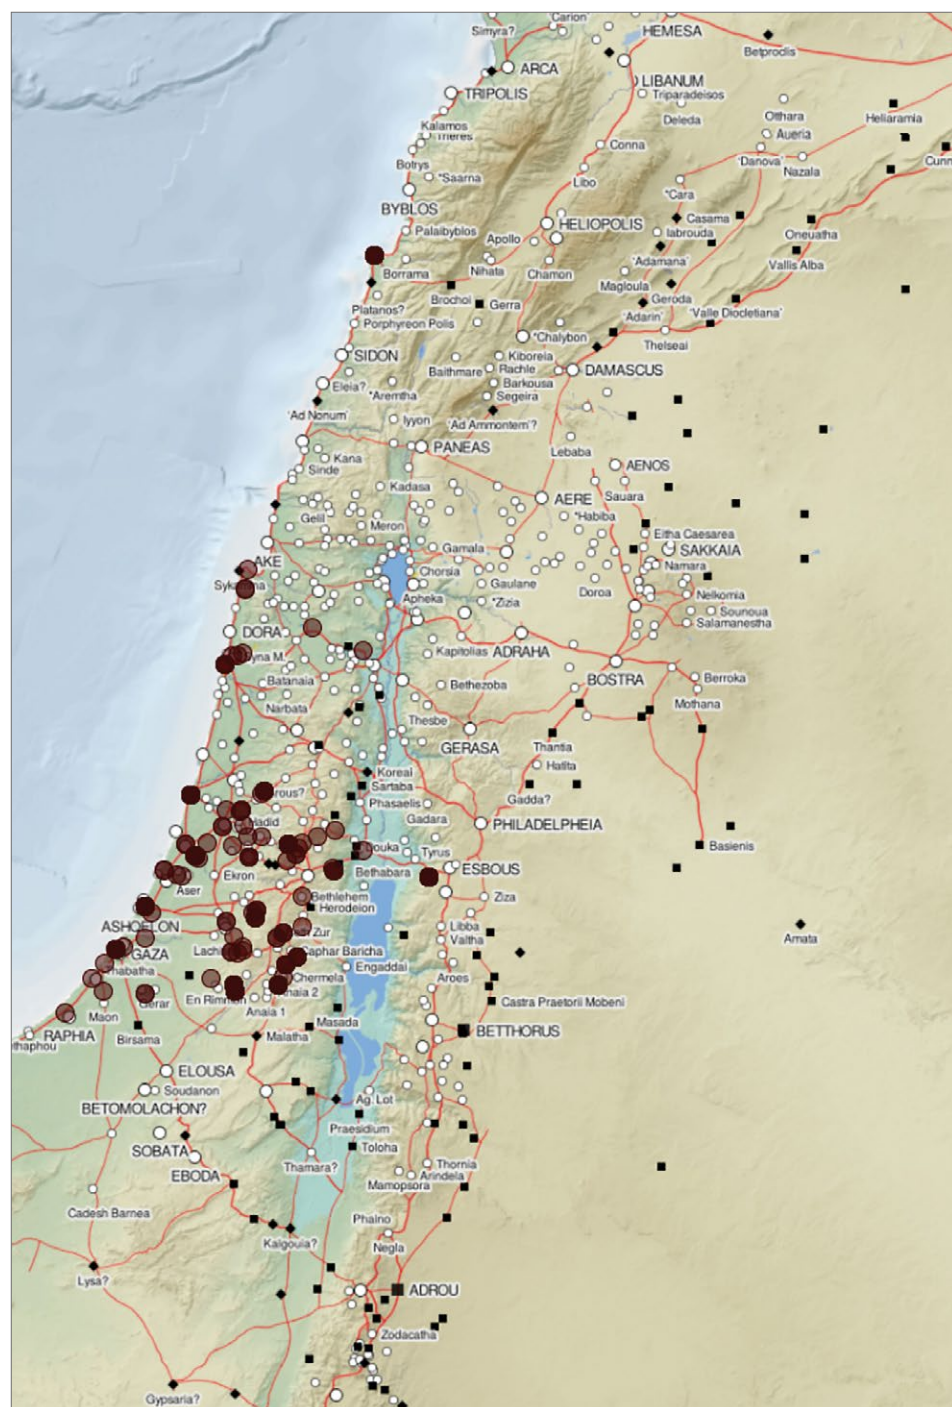 Simyra?
'Carion'
HEMESA
Betproclis
ARCA
LIBANUM
TRIPOLIS
Triparadeisos
Othara
Heliaramia
Deleda
Kalamos
Trieres
Aueria
Conna
'Danova'
Nazala
Botrys
*Saarna
Libo
*Cara
BYBLOS
Palaibyblos
HELIOPOLIS
Casama
Iabrouda
Oneuatha
Apollo
'Adamana'
Vallis Alba
Borrama
Nihata
Chamon
Magloula
Brochoi
Gerra
Geroda
Platanos?
'Adarin'
'Valle Diocletiana'
Porphyreon Polis
*Chalybon
Thelseai
SIDON
Kiboreia
Baithmare
Rachle
DAMASCUS
Eleia?
*Aremtha
Barkousa
Segeira
'Ad Nonum'
Iyyon
'Ad Ammontem'?
PANEAS
Lebaba
Kana
Sinde
AENOS
Kadasa
AERE
Sauara
Gelil
Meron
*Habiba
Eitha Caesarea
Gamala
SAKKAIA
AKE
Chorsia
Namara
Gaulane
Doroa
Nelkomia
Apheka
*Zizia
Sounoua
Salamanestha
DORA
Kapitolias
ADRAHA
Batanaia
Bethezoba
BOSTRA
Berroka
Narbata
Thesbe
Mothana
GERASA
Thantia
Koreai
Hatita
Sartaba
Phasaelis
Gadda?
Gadara
PHILADELPHEIA
Tyrus
Basienis
Ekron
Bethabara
ESBOUS
Aser
Bethlehem
Ziza
Herodeion
ASHQELON
Zur
Libba
Amata
Valtha
GAZA
Caphar Baricha
Thabatha
Engaddai
Chermela
Aroes
En Rimmon
Anaia 2
Castra Praetorii Mobeni
Maon
Anaia 1
Masada
RAPHIA
Birsama
Malatha
BETTHORUS
ELOUSA
Soudanon
Ag. Lot
BETOMOLACHON?
Praesidium
SOBATA
Toloha
EBODA
Thamara?
Thornia
Arindela
Mamopsora
Cadesh Barnea
Phaino
Kalgouia?
Negla
Lysa?
ADROU
Zodacatha
Gypsaria?